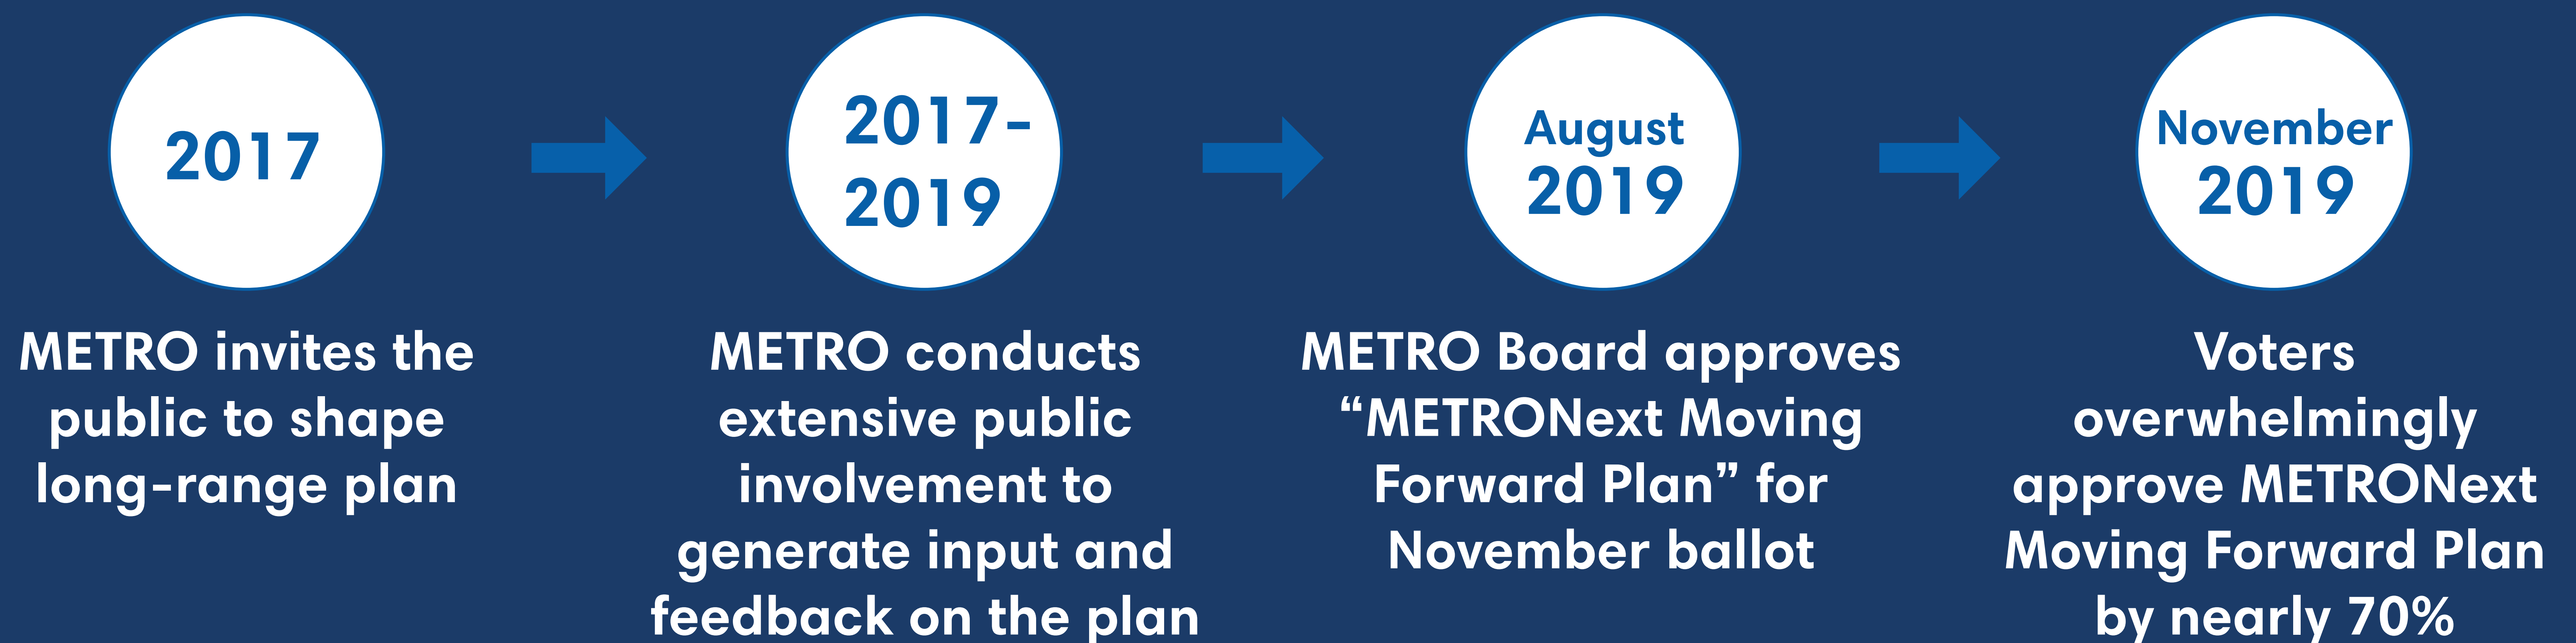 2017
METRO invites the
public to shape
long-range plan
2017-
2019
METRO conducts
extensive public
involvement to
generate input and
feedback on the plan
August
2019
METRO Board approves
“METRONext Moving
Forward Plan” for
November ballot
November
2019
Voters
overwhelmingly
approve METRONext
Moving Forward Plan
by nearly 70%